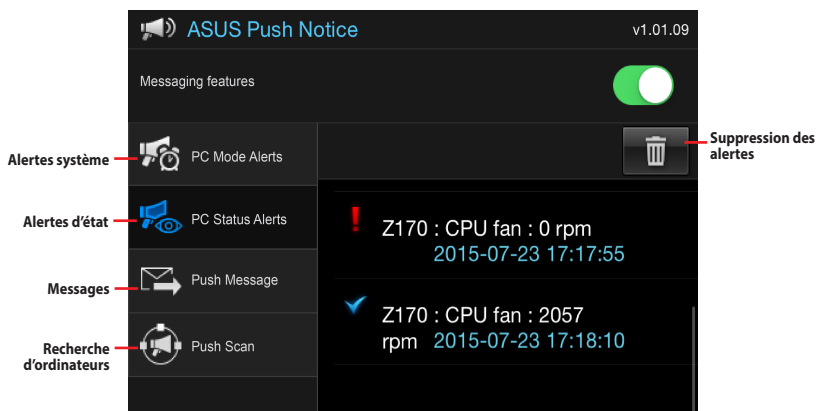 ASUS Push Notice
v1.01.09
Messaging features
Suppression des
alertes
Alertes système
PC Mode Alerts
Alertes d'état
PC Status Alerts
Z170 : CPU fan : 0 rpm
2015-07-23 17:17:55
Messages
Push Message
Z170 : CPU fan : 2057
rpm 2015-07-23 17:18:10
Recherche
d'ordinateurs
Push Scan